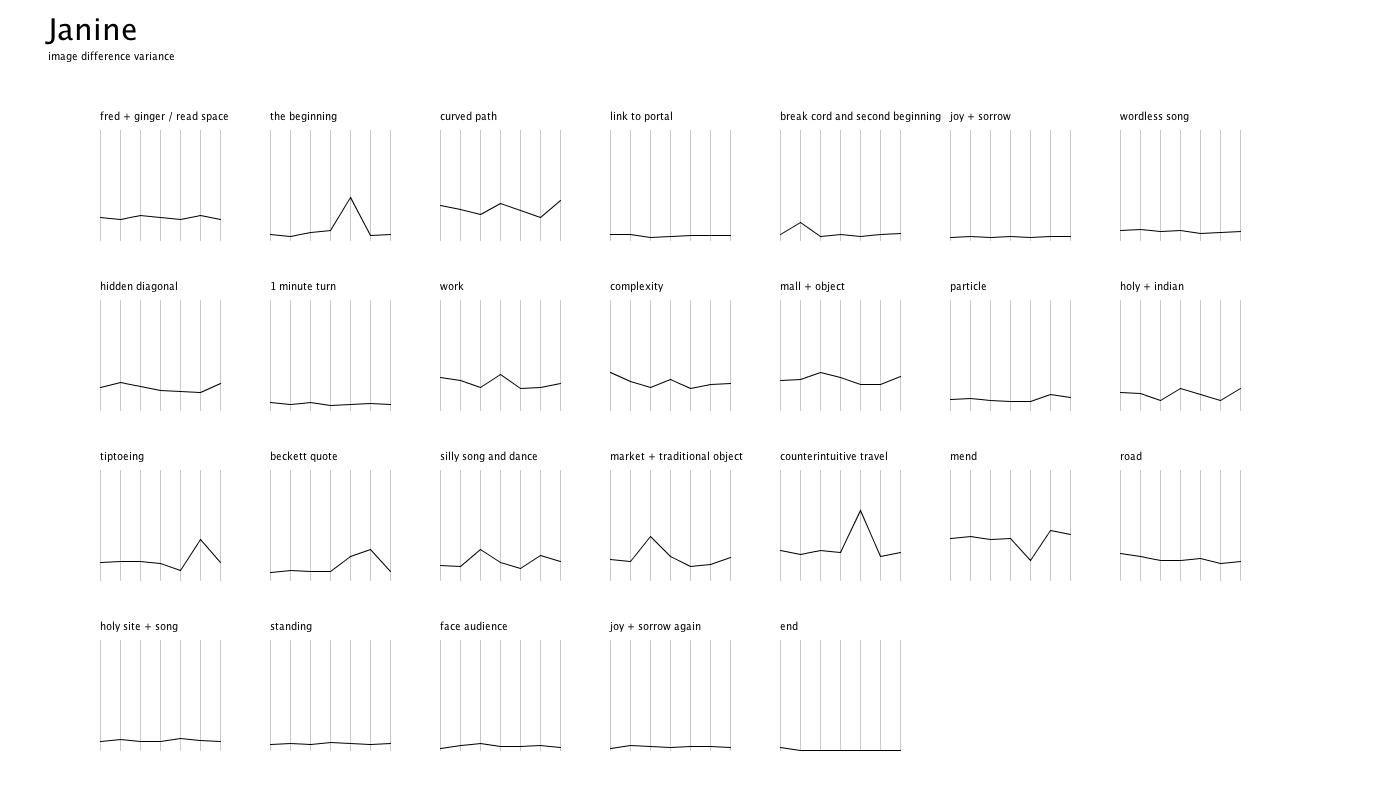 Janine
image difference variance
fred + ginger / read space
the beginning
curved path
link to portal
break cord and second beginning
joy + sorrow
wordless song
hidden diagonal
1 minute turn
work
complexity
mall + object
particle
holy + indian
tiptoeing
beckett quote
silly song and dance
market + traditional object
counterintuitive travel
mend
road
holy site + song
standing
face audience
joy + sorrow again
end